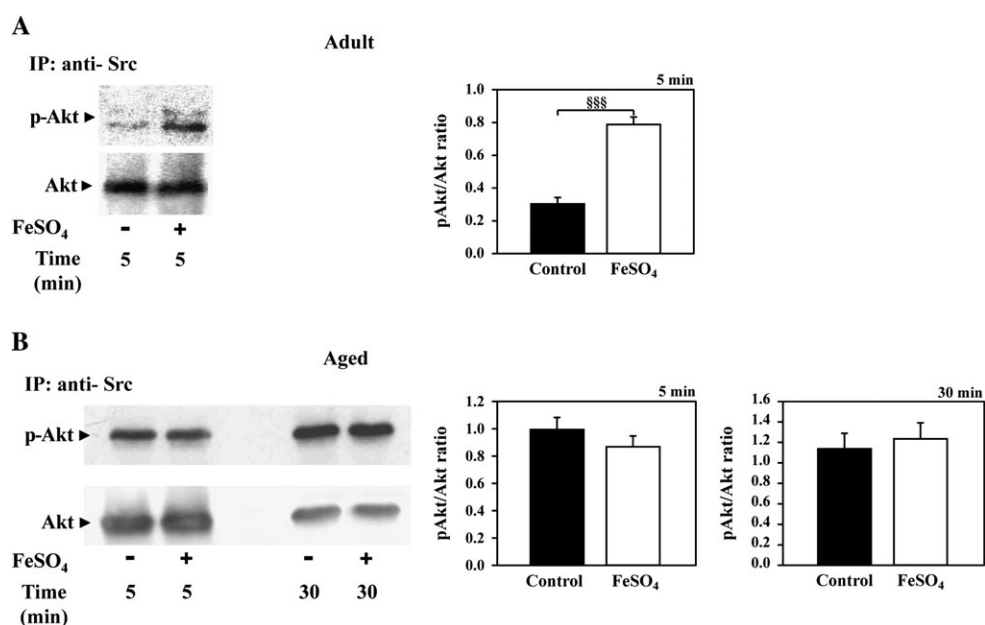 A
Adult
IP: anti- Src
p-Akt
Akt
FeSO4 - +
Time 5 5
(min)
5 min
pAkt/Akt ratio
1.0
0.8
0.6
0.4
0.2
0.0
§§§
Control FeSO4
B
Aged
IP: anti- Src
p-Akt
Akt
FeSO4 - + - +
Time 5 5 30 30
(min)
5 min
pAkt/Akt ratio
1.2
1.0
0.8
0.6
0.4
0.2
0.0
Control FeSO4
30 min
pAkt/Akt ratio
1.6
1.4
1.2
1.0
0.8
0.6
0.4
0.2
0.0
Control FeSO4